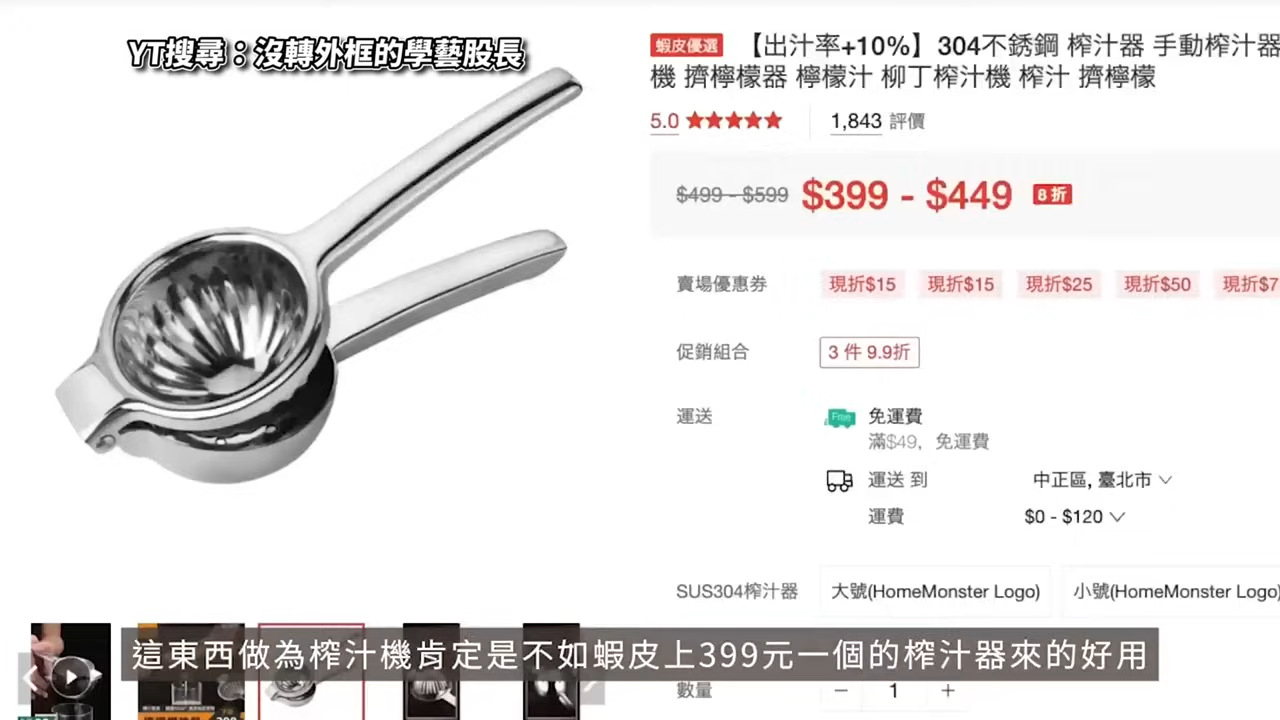 YT搜尋：沒轉外框的學藝股長
蝦皮優選 【出汁率+10%】304不銹鋼 榨汁器 手動榨汁器
機 擠檸檬器 檸檬汁 柳丁榨汁機 榨汁 擠檸檬
5.0 1,843 評價
$499 - $599 $399 - $449 8 折
賣場優惠券 現折$15 現折$15 現折$25 現折$50 現折$7
促銷組合 3 件 9.9折
運送 Free 免運費
滿$49，免運費
運送 到 中正區, 臺北市
運費 $0 - $120
SUS304榨汁器 大號(HomeMonster Logo) 小號(HomeMonster Logo)
這東西做為榨汁機肯定是不如蝦皮上399元一個的榨汁器來的好用
數量 − 1 +